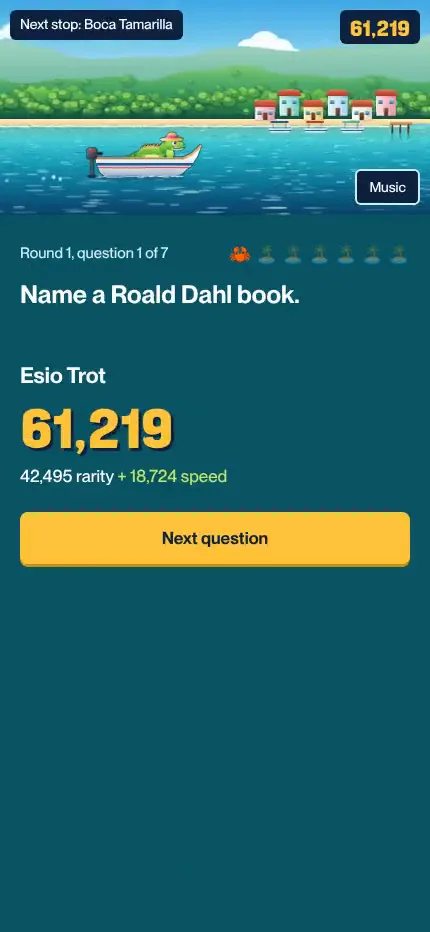 Next stop: Boca Tamarilla
61,219
Music
Round 1, question 1 of 7
Name a Roald Dahl book.
Esio Trot
61,219
42,495 rarity + 18,724 speed
Next question